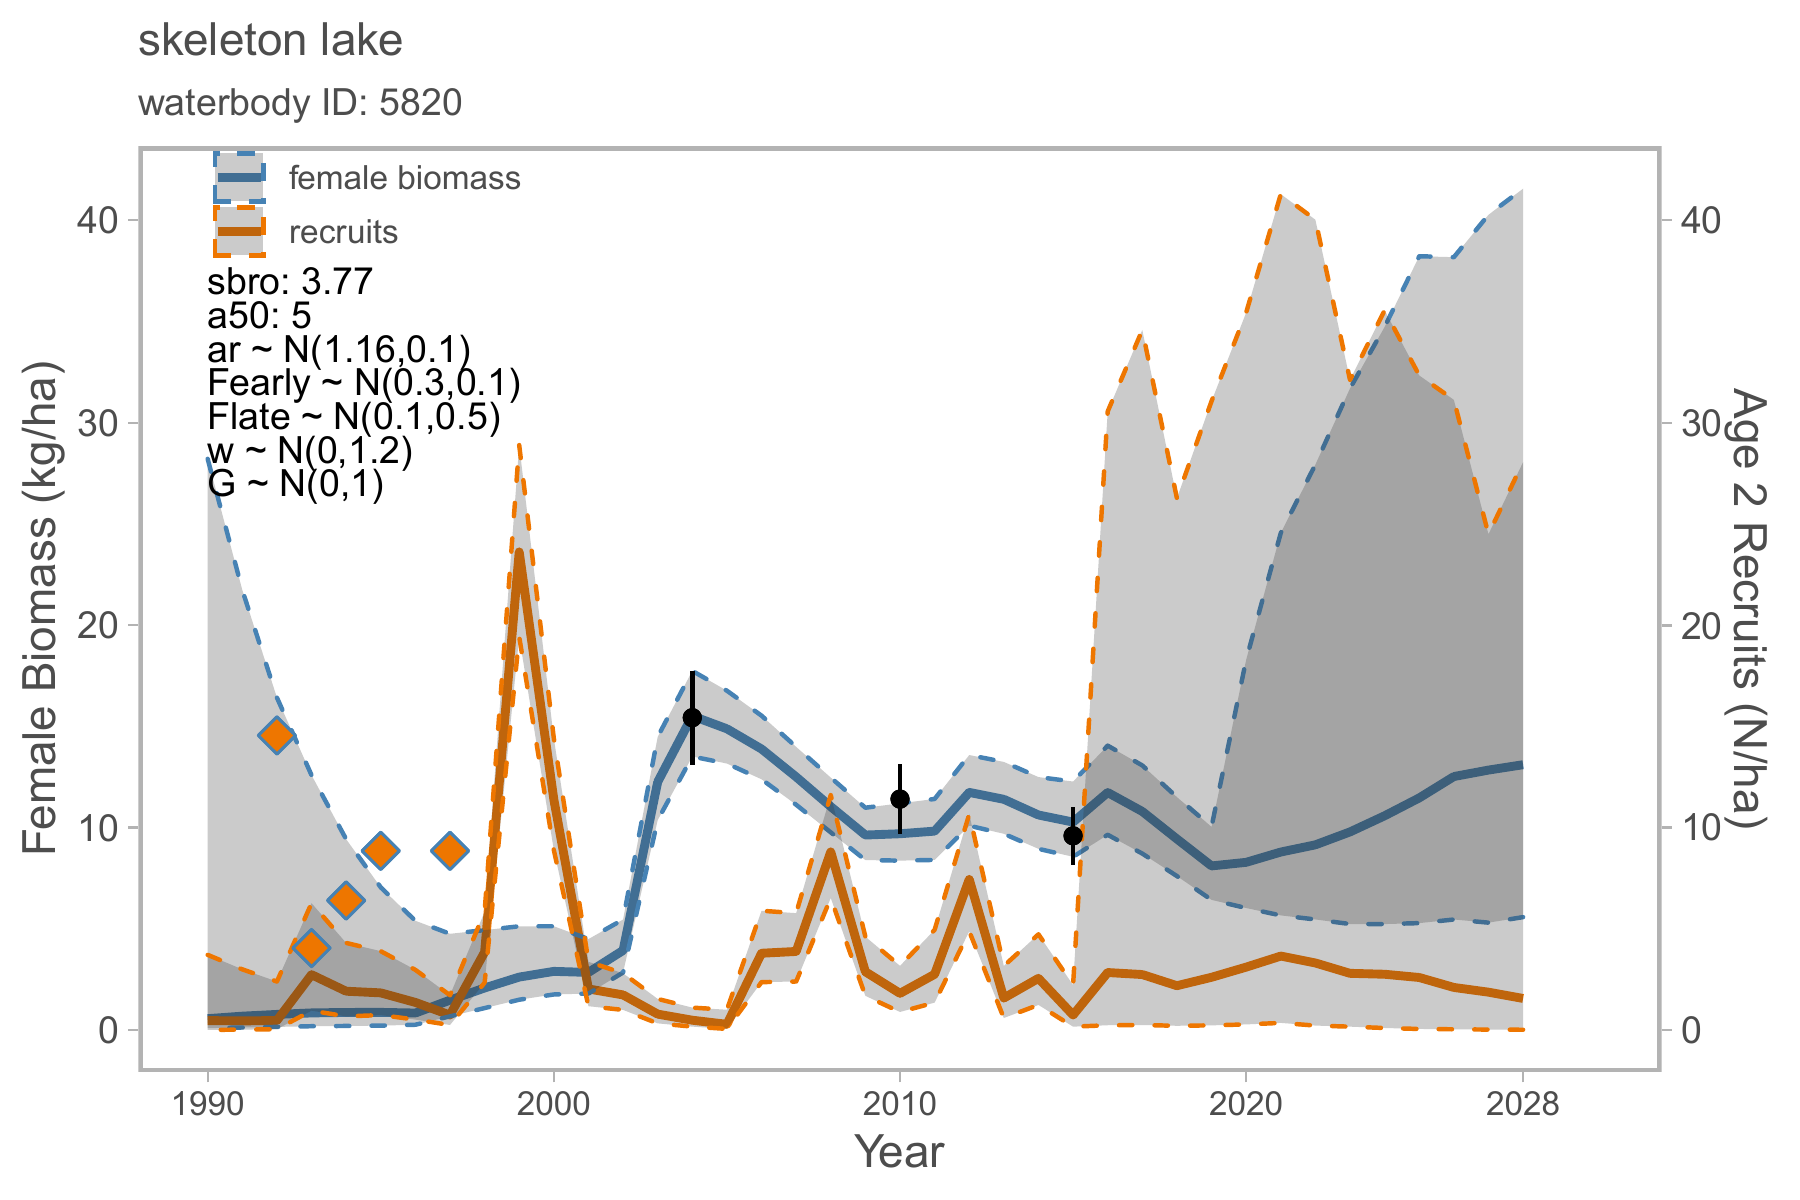 skeleton lake
waterbody ID: 5820
female biomass
recruits
sbro: 3.77
a50: 5
ar ~ N(1.16,0.1)
Fearly ~ N(0.3,0.1)
Flate ~ N(0.1,0.5)
w ~ N(0,1.2)
G ~ N(0,1)
Female Biomass (kg/ha)
40
30
20
10
0
Age 2 Recruits (N/ha)
40
30
20
10
0
1990
2000
2010
2020
2028
Year